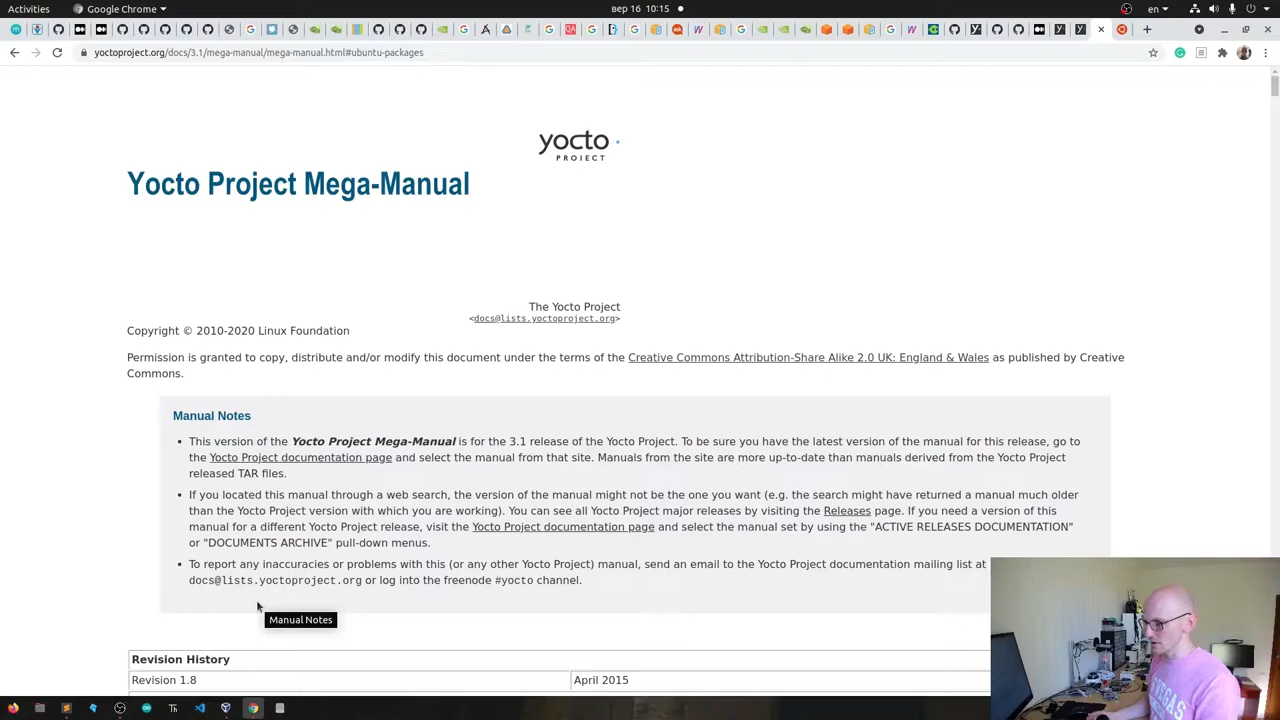 Activities
Google Chrome
Вер 16 10:15
en
yoctoproject.org/docs/3.1/mega-manual/mega-manual.html#ubuntu-packages
yocto
PROJECT
Yocto Project Mega-Manual
The Yocto Project
<docs@lists.yoctoproject.org>
Copyright © 2010-2020 Linux Foundation
Permission is granted to copy, distribute and/or modify this document under the terms of the Creative Commons Attribution-Share Alike 2.0 UK: England & Wales as published by Creative
Commons.
Manual Notes
This version of the Yocto Project Mega-Manual is for the 3.1 release of the Yocto Project. To be sure you have the latest version of the manual for this release, go to
the Yocto Project documentation page and select the manual from that site. Manuals from the site are more up-to-date than manuals derived from the Yocto Project
released TAR files.
If you located this manual through a web search, the version of the manual might not be the one you want (e.g. the search might have returned a manual much older
than the Yocto Project version with which you are working). You can see all Yocto Project major releases by visiting the Releases page. If you need a version of this
manual for a different Yocto Project release, visit the Yocto Project documentation page and select the manual set by using the "ACTIVE RELEASES DOCUMENTATION"
or "DOCUMENTS ARCHIVE" pull-down menus.
To report any inaccuracies or problems with this (or any other Yocto Project) manual, send an email to the Yocto Project documentation mailing list at
docs@lists.yoctoproject.org or log into the freenode #yocto channel.
Manual Notes
Revision History
Revision 1.8
April 2015